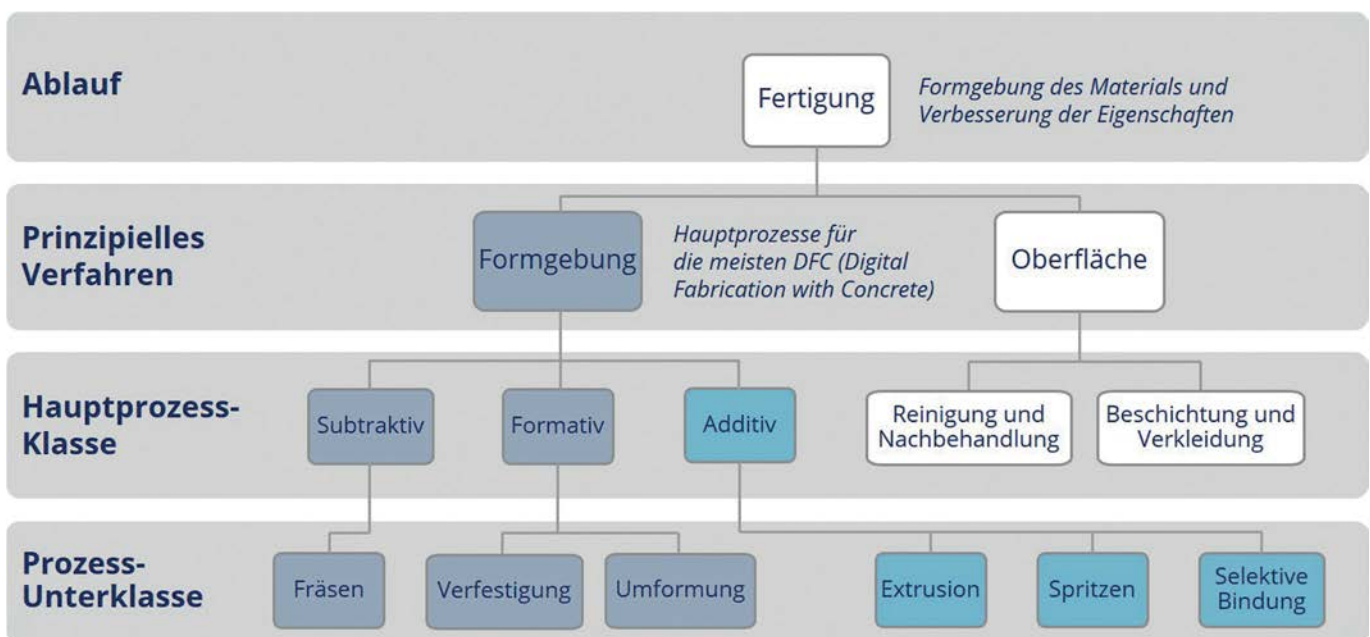 Ablauf
Fertigung
Formgebung des Materials und
Verbesserung der Eigenschaften
Prinzipielles
Verfahren
Formgebung
Hauptprozesse für
die meisten DFC (Digital
Fabrication with Concrete)
Oberfläche
Hauptprozess-
Klasse
Subtraktiv
Formativ
Additiv
Reinigung und
Nachbehandlung
Beschichtung und
Verkleidung
Prozess-
Unterklasse
Fräsen
Verfestigung
Umformung
Extrusion
Spritzen
Selektive
Bindung